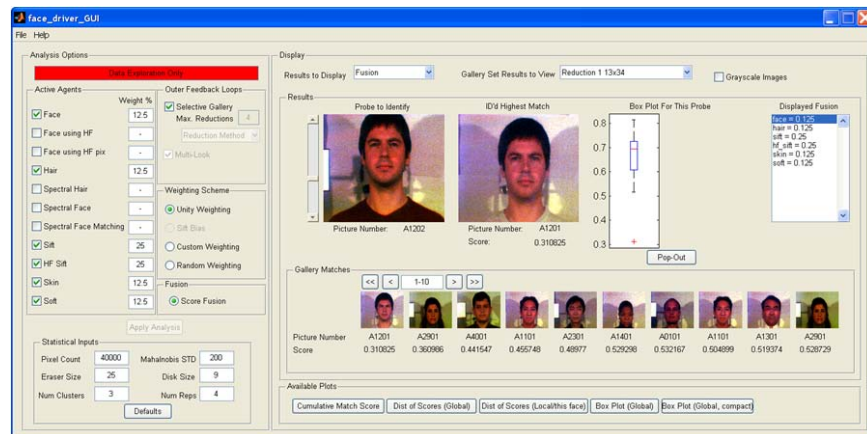 face_driver_GUI
File Help
Analysis Options
Data Exploration Only
Active Agents
Weight %
Face 12.5
Face using HF -
Face using HF pix -
Hair 12.5
Spectral Hair -
Spectral Face -
Spectral Face Matching -
Sift 25
HF Sift 25
Skin 12.5
Soft 12.5
Outer Feedback Loops
Selective Gallery
Max. Reductions 4
Reduction Method
Multi-Look
Weighting Scheme
Unity Weighting
Sift Bias
Custom Weighting
Random Weighting
Fusion
Score Fusion
Apply Analysis
Statistical Inputs
Pixel Count 40000 Mahalnobis STD 200
Eraser Size 25 Disk Size 9
Num Clusters 3 Num Reps 4
Defaults
Display
Results to Display Fusion Gallery Set Results to View Reduction 1 13x34 Grayscale Images
Results
Probe to Identify ID'd Highest Match Box Plot For This Probe Displayed Fusion
face = 0.125
hair = 0.125
sift = 0.25
hf_sift = 0.25
skin = 0.125
soft = 0.125
0.8
0.7
0.6
0.5
0.4
0.3
Picture Number: A1202 Picture Number: A1201
Score: 0.310825
Pop-Out
Gallery Matches
<< < 1-10 > >>
Picture Number A1201 A2901 A4001 A1101 A2301 A1401 A0101 A1101 A1301 A2901
Score 0.310825 0.360986 0.441547 0.455748 0.48977 0.529298 0.532167 0.504899 0.519374 0.528729
Available Plots
Cumulative Match Score Dist of Scores (Global) Dist of Scores (Local/this face) Box Plot (Global) Box Plot (Global, compact)